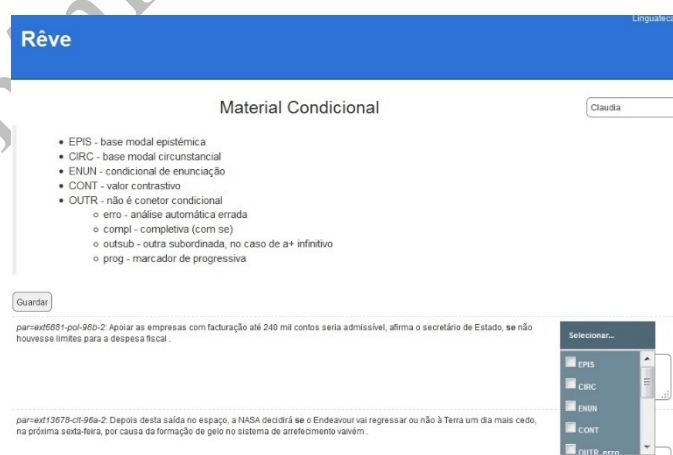 Linguateca
Rêve
Material Condicional
Claudia
EPIS - base modal epistémica
CIRC - base modal circunstancial
ENUN - condicional de enunciação
CONT - valor contrastivo
OUTR - não é conetor condicional
erro - análise automática errada
compl - completiva (com se)
outsub - outra subordinada, no caso de a+ infinitivo
prog - marcador de progressiva
Guardar
par=ext6881-pol-98b-2: Apoiar as empresas com facturação até 240 mil contos seria admissível, afirma o secretário de Estado, se não
houvesse limites para a despesa fiscal .
Selecionar...
EPIS
CIRC
ENUN
CONT
OUTR_erro
par=ext13678-clt-96a-2: Depois desta saída no espaço, a NASA decidirá se o Endeavour vai regressar ou não à Terra um dia mais cedo,
na próxima sexta-feira, por causa da formação de gelo no sistema de arrefecimento vaivém .